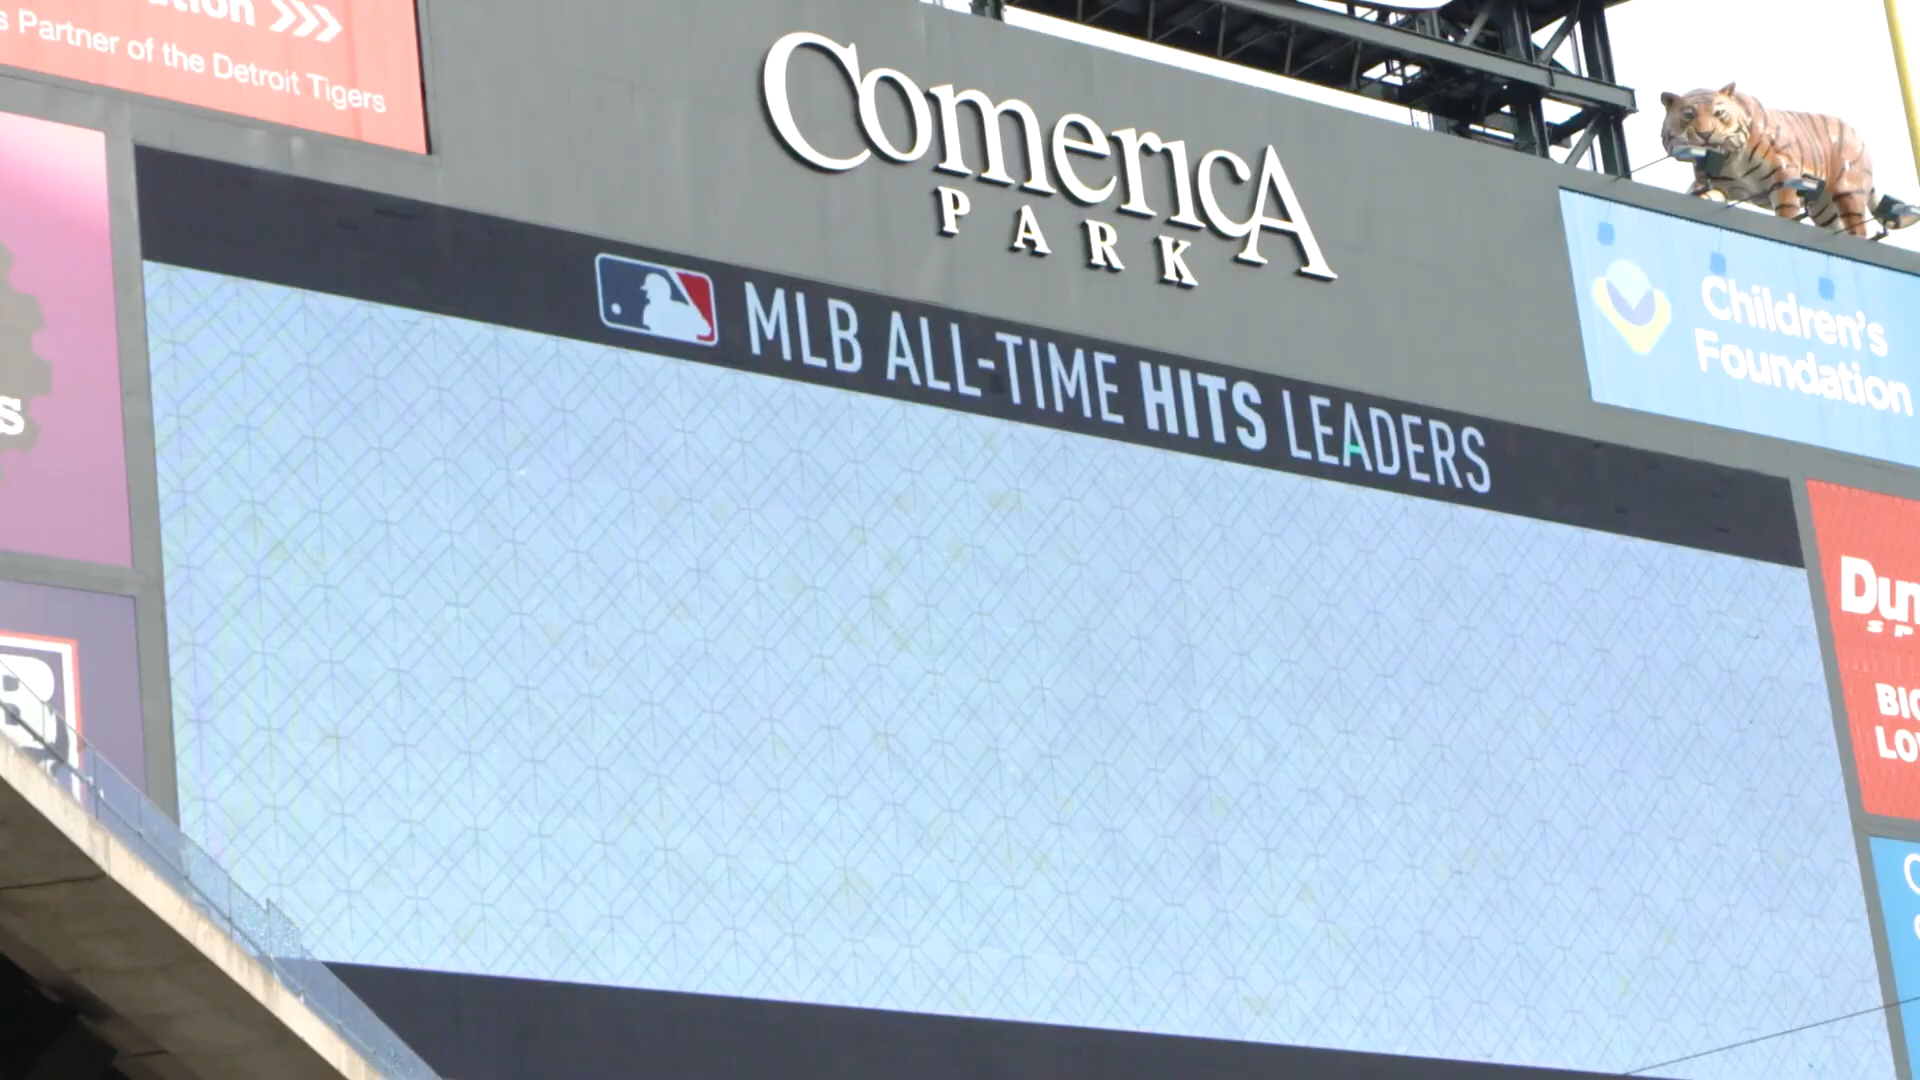 Partner of the Detroit Tigers
Comerica
PARK
MLB ALL-TIME HITS LEADERS
Children's
Foundation